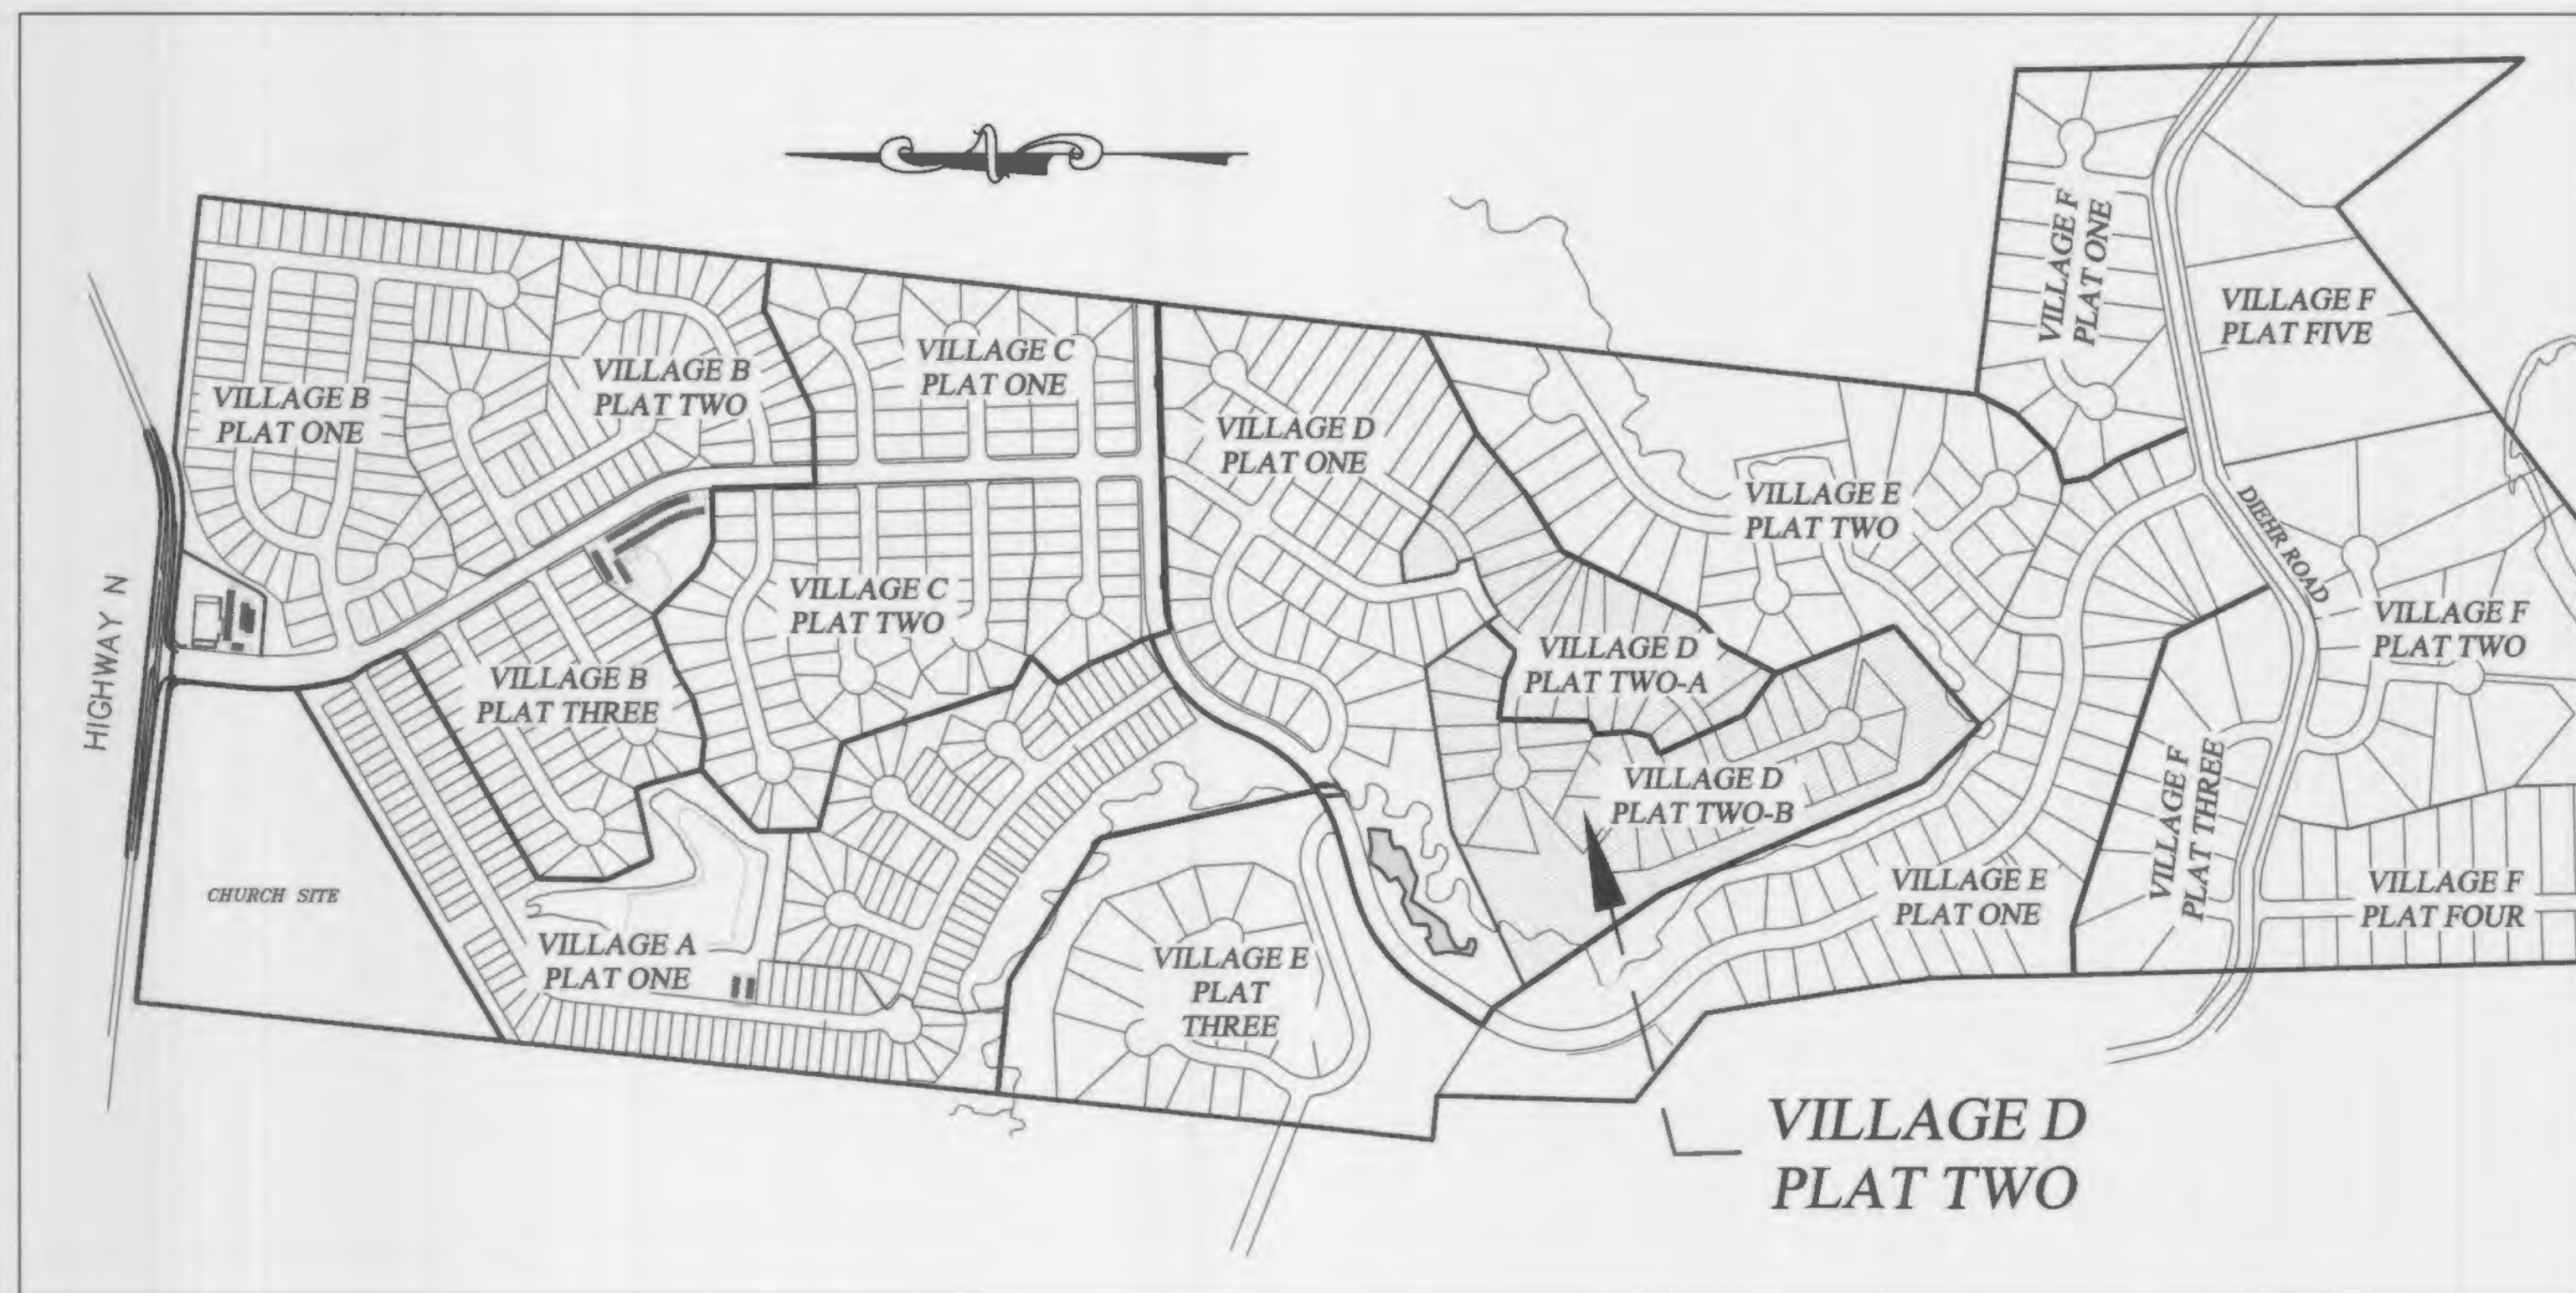 VILLAGE B
PLAT ONE
VILLAGE B
PLAT TWO
VILLAGE C
PLAT ONE
VILLAGE D
PLAT ONE
VILLAGE E
PLAT TWO
VILLAGE F
PLAT ONE
VILLAGE F
PLAT FIVE
DIEHR ROAD
HIGHWAY N
VILLAGE B
PLAT THREE
VILLAGE C
PLAT TWO
VILLAGE D
PLAT TWO-A
VILLAGE D
PLAT TWO-B
VILLAGE F
PLAT TWO
VILLAGE F
PLAT THREE
CHURCH SITE
VILLAGE A
PLAT ONE
VILLAGE E
PLAT
THREE
VILLAGE E
PLAT ONE
VILLAGE F
PLAT FOUR
VILLAGE D
PLAT TWO
N